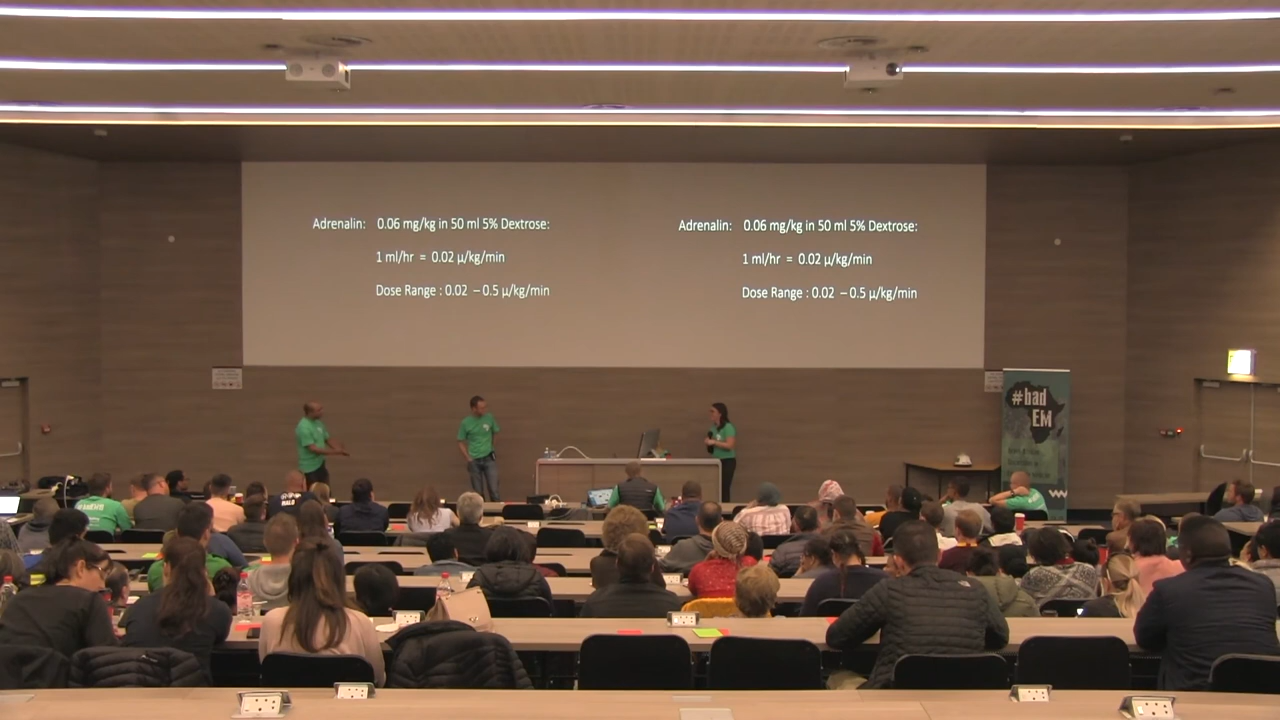 Adrenalin: 0.06 mg/kg in 50 ml 5% Dextrose:
1 ml/hr = 0.02 µ/kg/min
Dose Range : 0.02 – 0.5 µ/kg/min
Adrenalin: 0.06 mg/kg in 50 ml 5% Dextrose:
1 ml/hr = 0.02 µ/kg/min
Dose Range : 0.02 – 0.5 µ/kg/min
#bad
EM